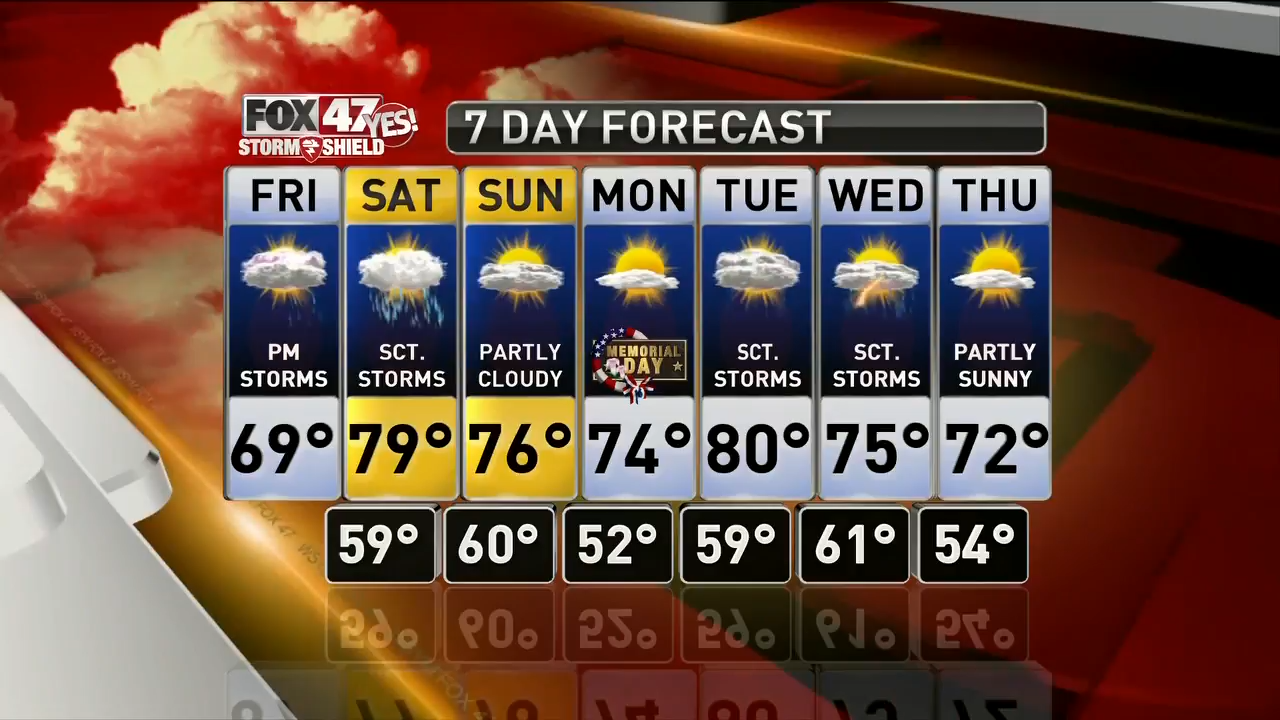 FOX 47 YES!
STORM SHIELD
7 DAY FORECAST
FRI SAT SUN MON TUE WED THU
PM STORMS
SCT. STORMS
PARTLY CLOUDY
MEMORIAL DAY
SCT. STORMS
SCT. STORMS
PARTLY SUNNY
69° 79° 76° 74° 80° 75° 72°
59° 60° 52° 59° 61° 54°